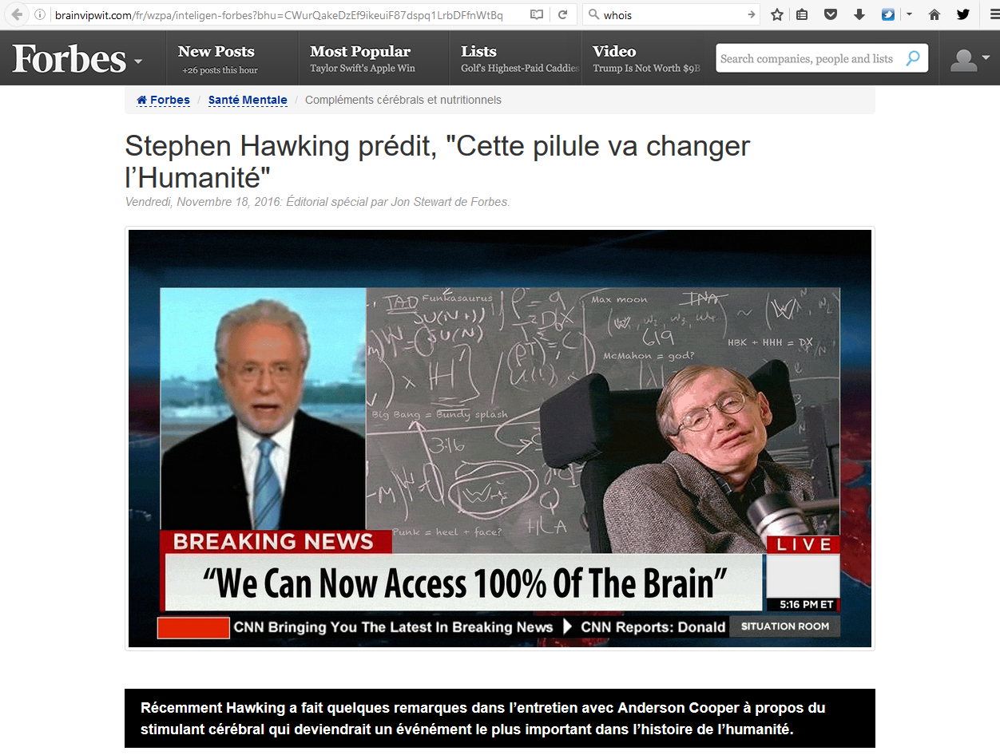 brainvipwit.com/fr/wzpa/inteligen-forbes?bhu=CWurQakeDzEf9ikeuiF87dspq1LrbDFfnWtBq
whois
Forbes
New Posts
+26 posts this hour
Most Popular
Taylor Swift's Apple Win
Lists
Golf's Highest-Paid Caddies
Video
Trump Is Not Worth $9B
Search companies, people and lists
Forbes / Santé Mentale / Compléments cérébrals et nutritionnels
Stephen Hawking prédit, "Cette pilule va changer
l’Humanité"
Vendredi, Novembre 18, 2016: Éditorial spécial par Jon Stewart de Forbes.
TAD Funkasaurus
SU(N+1)
SU(N)
Max moon
INA
619
HBK + HHH = DX
McMahon = god?
Big Bang = Bundy splash
3:16
Punk = heel + face?
HLA
BREAKING NEWS
LIVE
“We Can Now Access 100% Of The Brain”
5:16 PM ET
CNN Bringing You The Latest In Breaking News CNN Reports: Donald
SITUATION ROOM
Récemment Hawking a fait quelques remarques dans l’entretien avec Anderson Cooper à propos du
stimulant cérébral qui deviendrait un événément le plus important dans l’histoire de l’humanité.